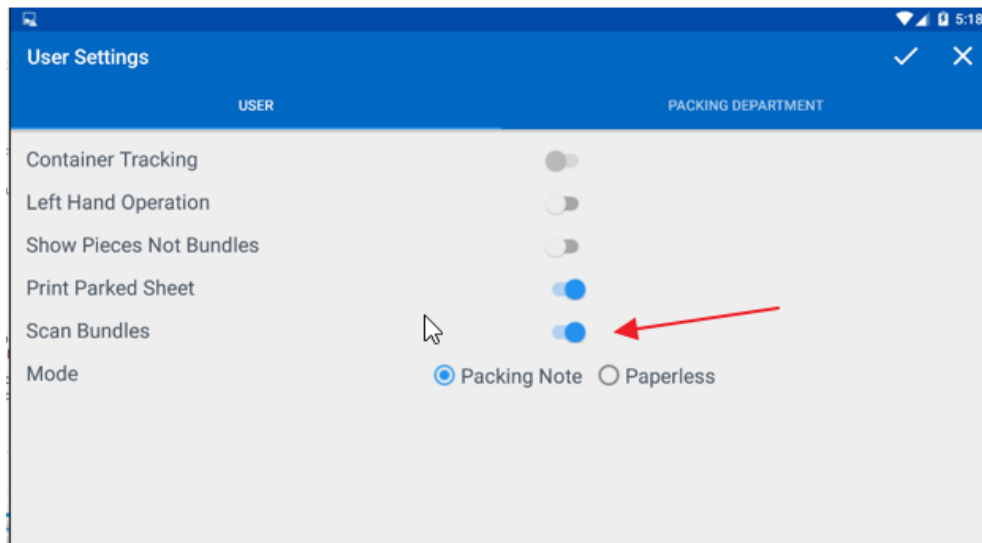 5:18
User Settings
USER PACKING DEPARTMENT
Container Tracking
Left Hand Operation
Show Pieces Not Bundles
Print Parked Sheet
Scan Bundles
Mode Packing Note Paperless